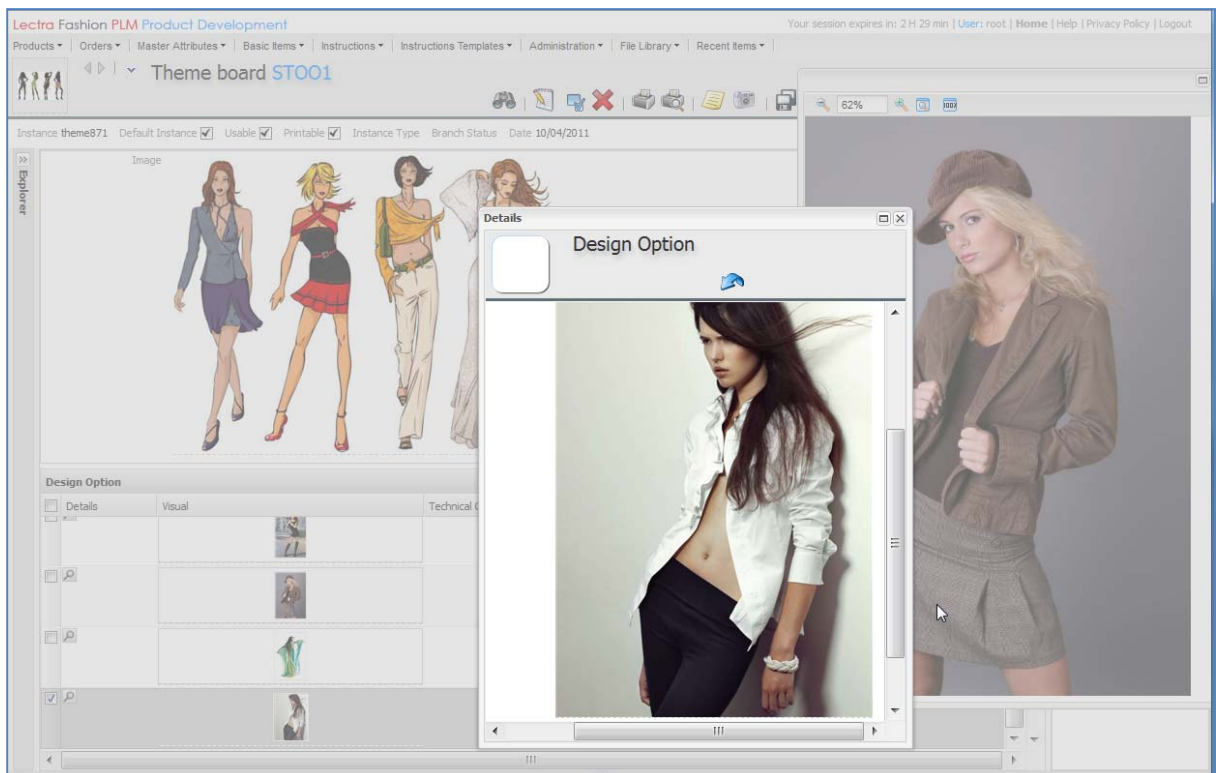 Lectra Fashion PLM Product Development
Your session expires in: 2 H 29 min | User: root | Home | Help | Privacy Policy | Logout
Products | Orders | Master Attributes | Basic Items | Instructions | Instructions Templates | Administration | File Library | Recent Items
Theme board ST001
62%
Instance theme871 Default Instance Usable Printable Instance Type Branch Status Date 10/04/2011
Explorer
Image
Details
Design Option
Design Option
Details Visual Technical